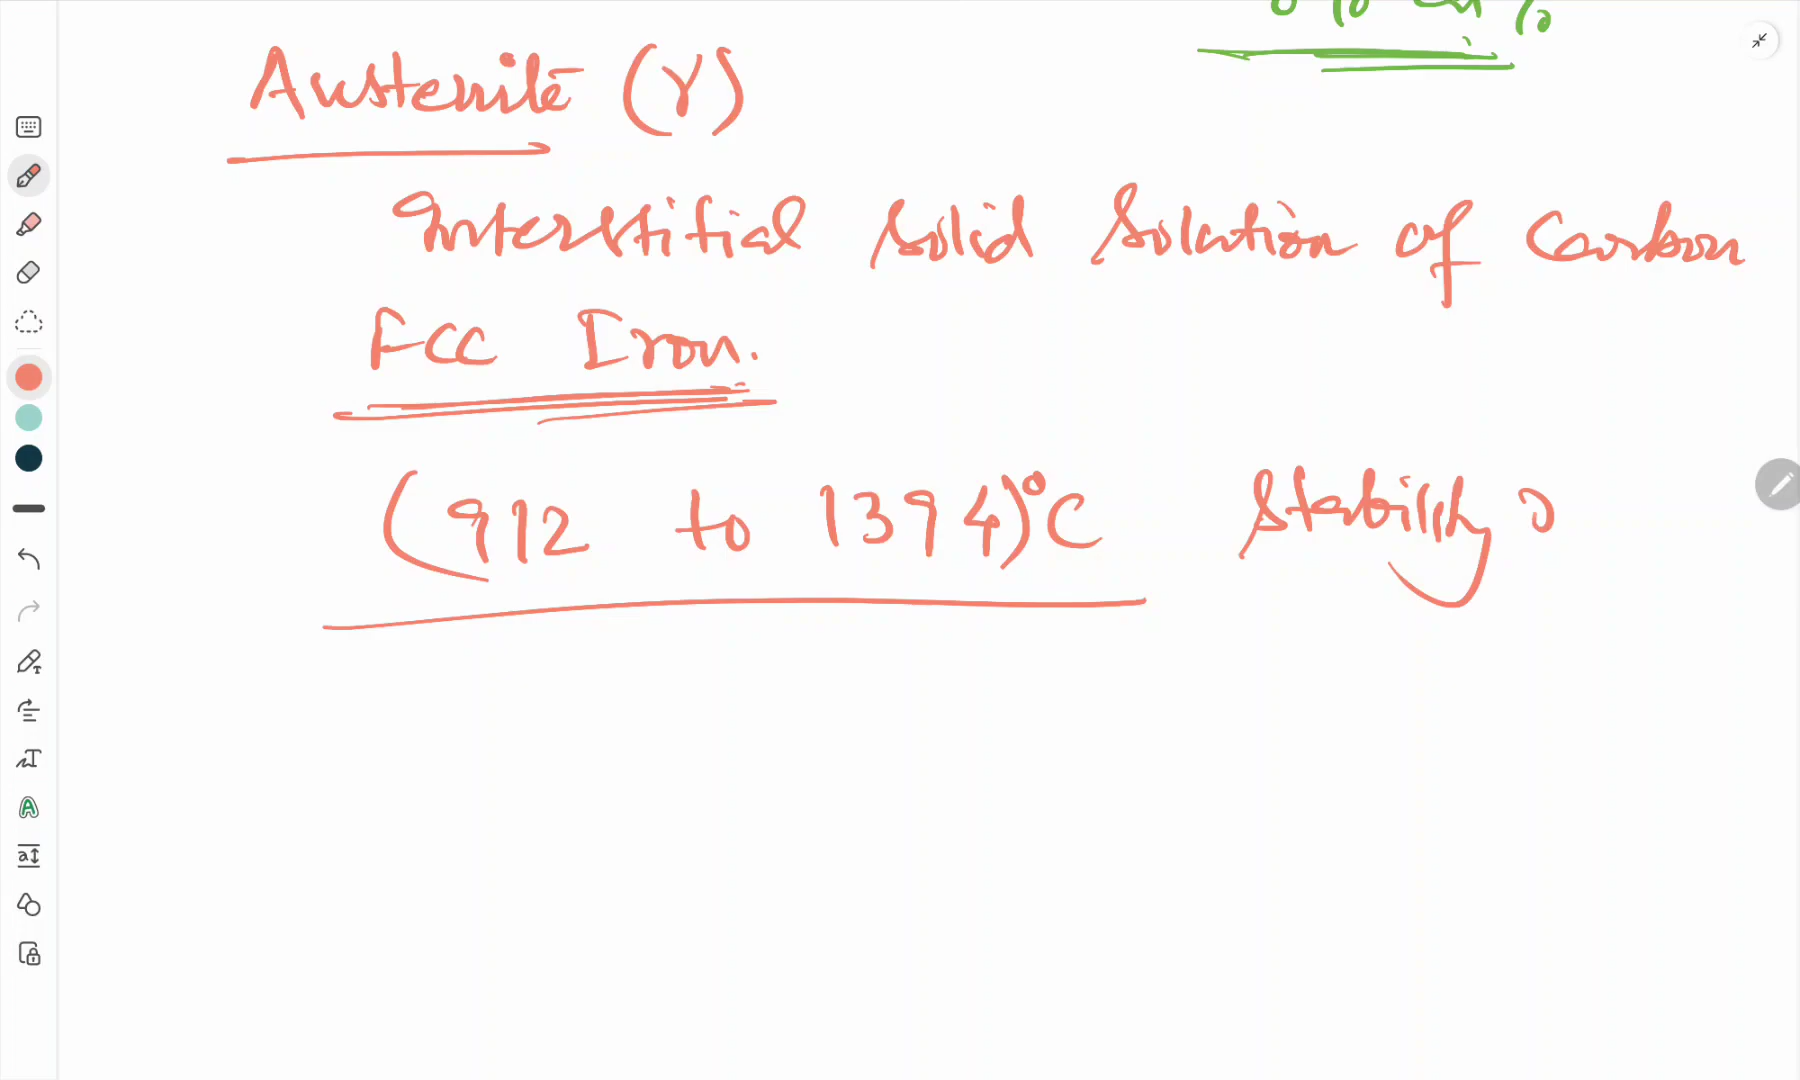 Austenite (γ)
Interstitial solid solution of Carbon
FCC Iron.
(912 to 1394)°C Stability